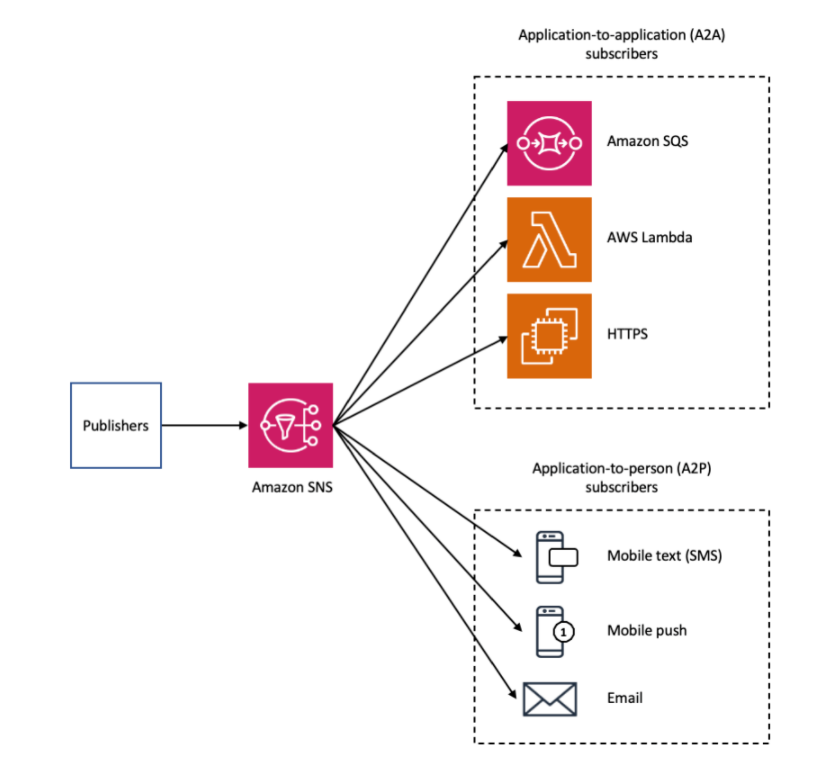 Application-to-application (A2A)
subscribers
Amazon SQS
AWS Lambda
HTTPS
Publishers
Amazon SNS
Application-to-person (A2P)
subscribers
Mobile text (SMS)
1
Mobile push
Email